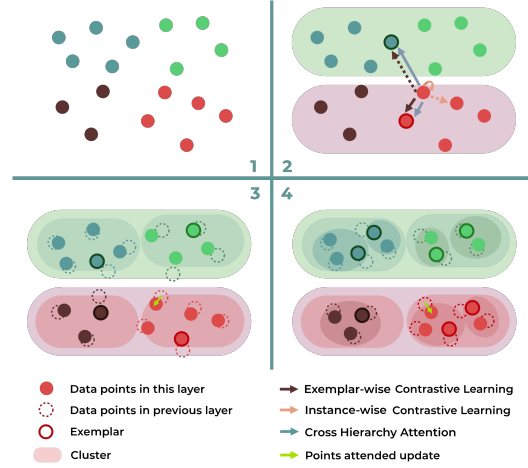 1 2
3 4
Data points in this layer
Data points in previous layer
Exemplar
Cluster
Exemplar-wise Contrastive Learning
Instance-wise Contrastive Learning
Cross Hierarchy Attention
Points attended update